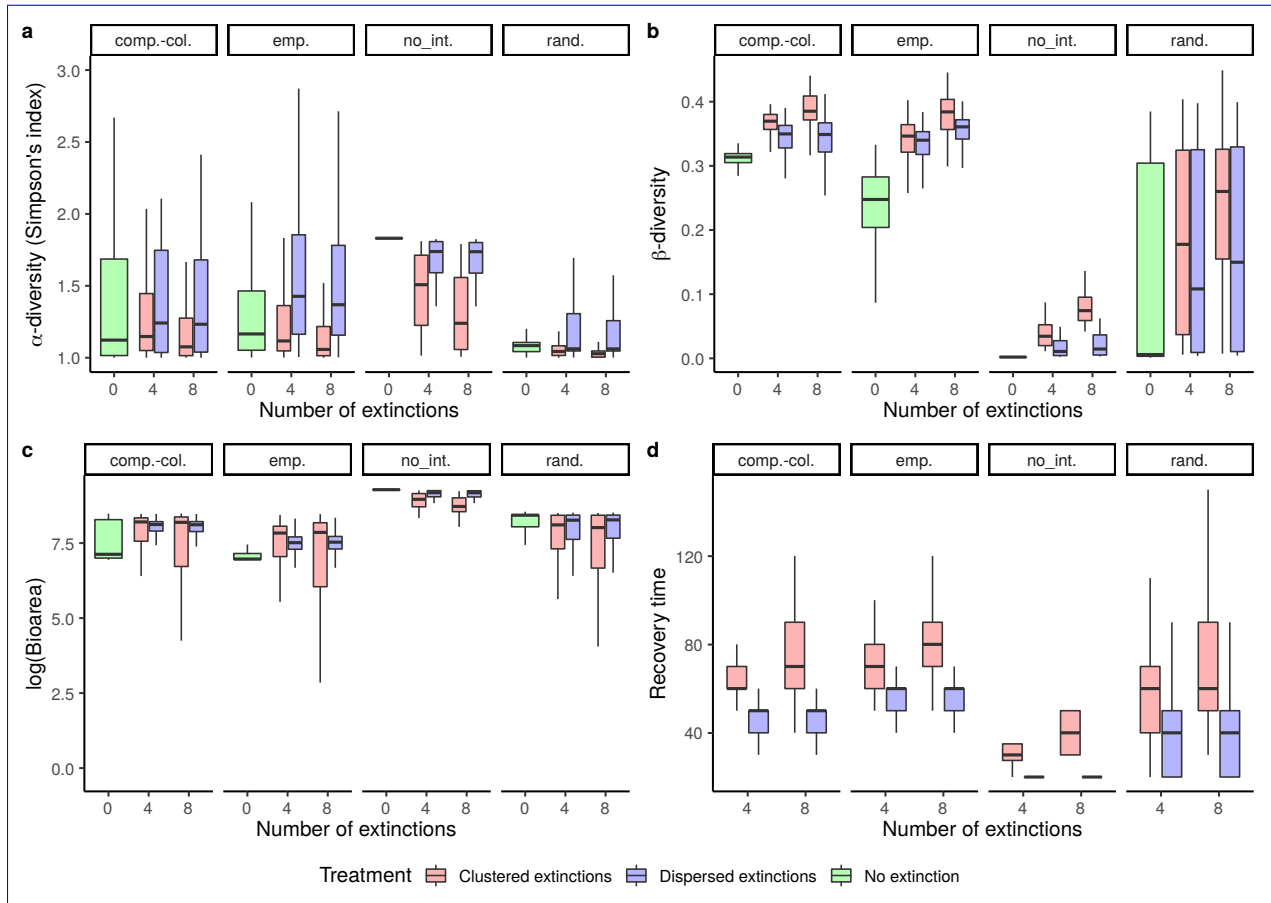 a
comp.-col. emp. no_int. rand.
α-diversity (Simpson's index)
3.0
2.5
2.0
1.5
1.0
0 4 8 0 4 8 0 4 8 0 4 8
Number of extinctions
b
comp.-col. emp. no_int. rand.
β-diversity
0.4
0.3
0.2
0.1
0.0
0 4 8 0 4 8 0 4 8 0 4 8
Number of extinctions
c
comp.-col. emp. no_int. rand.
log(Bioarea)
7.5
5.0
2.5
0.0
0 4 8 0 4 8 0 4 8 0 4 8
Number of extinctions
d
comp.-col. emp. no_int. rand.
Recovery time
120
80
40
4 8 4 8 4 8 4 8
Number of extinctions
Treatment Clustered extinctions Dispersed extinctions No extinction